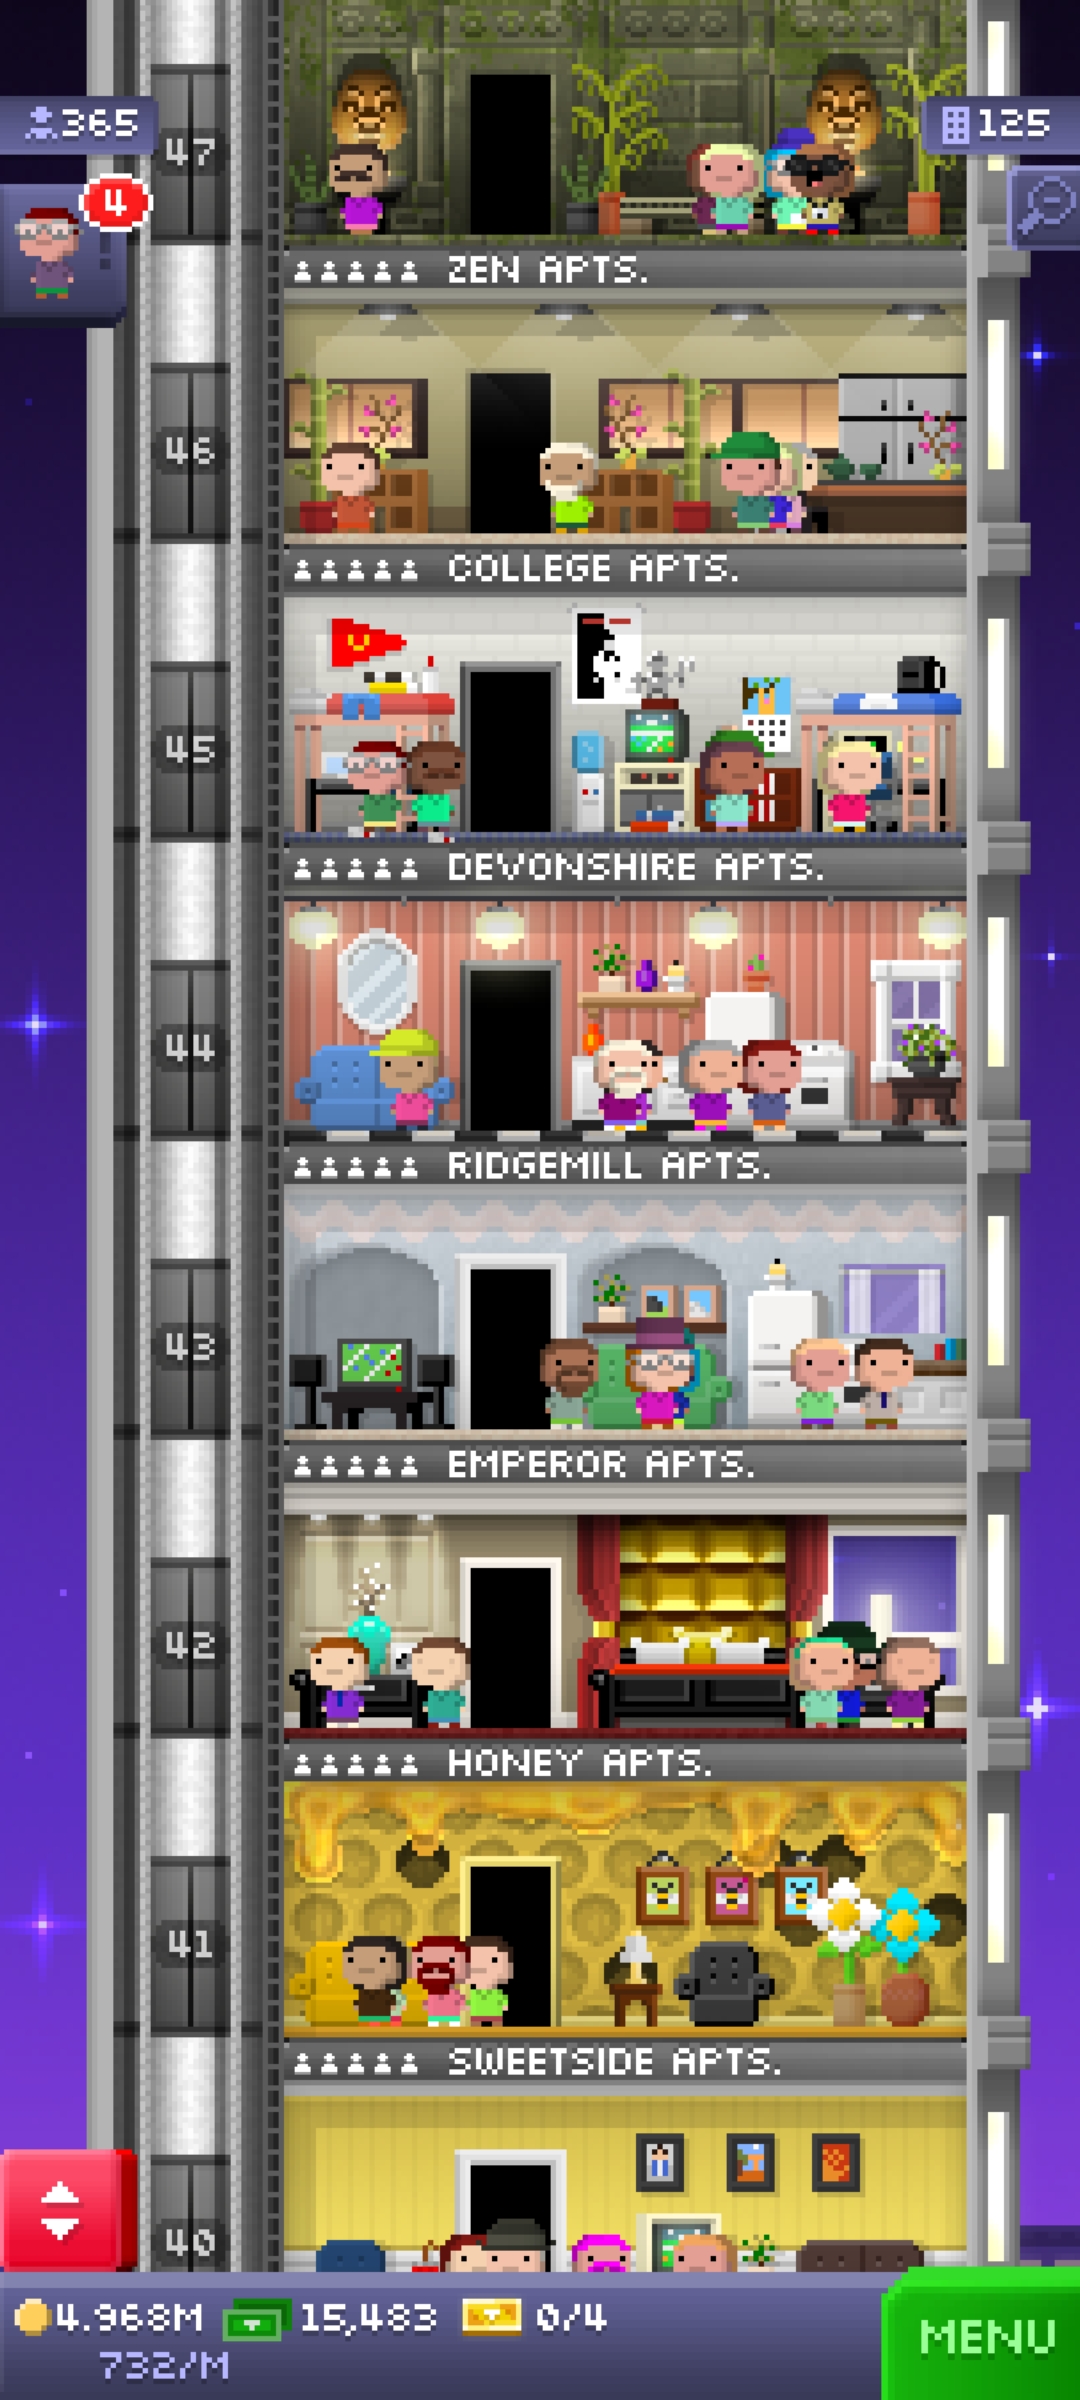 365
125
47
4
ZEN APTS.
46
COLLEGE APTS.
45
DEVONSHIRE APTS.
44
RIDGEMILL APTS.
43
EMPEROR APTS.
42
HONEY APTS.
41
SWEETSIDE APTS.
40
4.968M 15,483 0/4
732/M
MENU